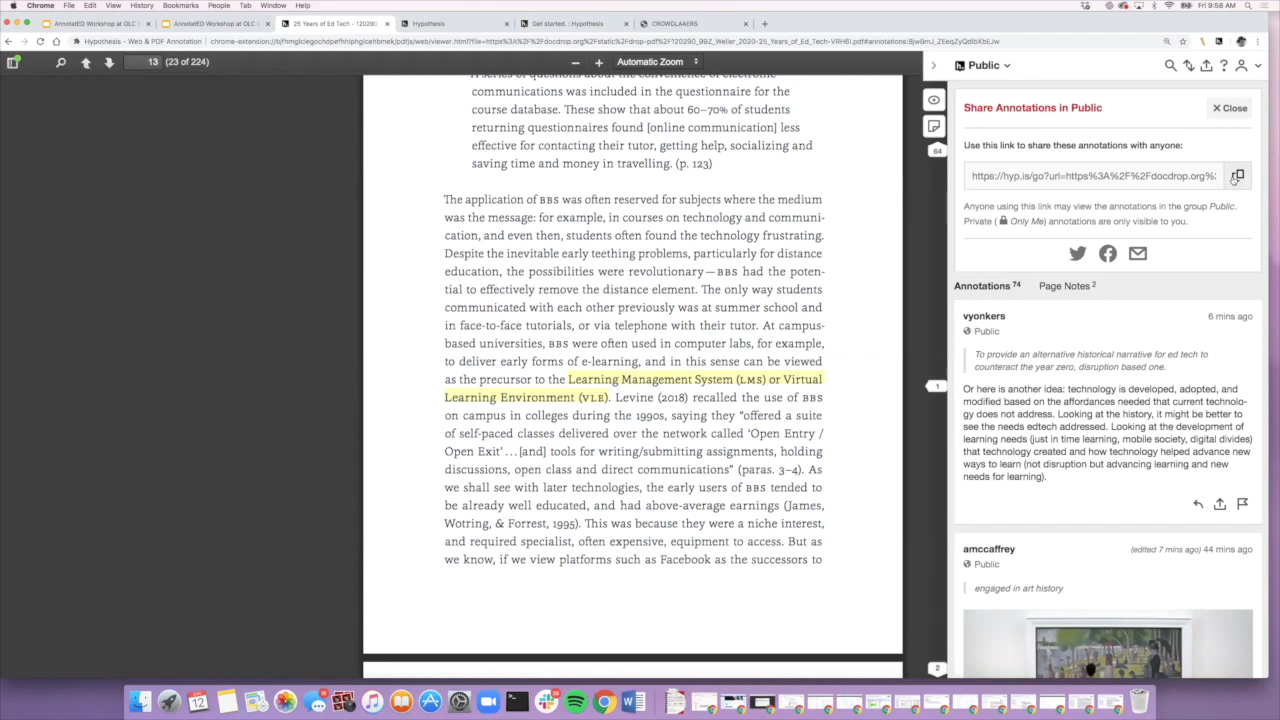 Chrome File Edit View History Bookmarks People Tab Window Help
Fri 9:58 AM
AnnotatED Workshop at OLC
AnnotatED Workshop at OLC
25 Years of Ed Tech - 120290
Hypothesis
Get started. | Hypothesis
CROWDLAAERS
Hypothesis - Web & PDF Annotation
13 (23 of 224)
Automatic Zoom
A series of questions about the convenience of electronic
communications was included in the questionnaire for the
course database. These show that about 60–70% of students
returning questionnaires found [online communication] less
effective for contacting their tutor, getting help, socializing and
saving time and money in travelling. (p. 123)
The application of BBS was often reserved for subjects where the medium
was the message: for example, in courses on technology and communi-
cation, and even then, students often found the technology frustrating.
Despite the inevitable early teething problems, particularly for distance
education, the possibilities were revolutionary—BBS had the poten-
tial to effectively remove the distance element. The only way students
communicated with each other previously was at summer school and
in face-to-face tutorials, or via telephone with their tutor. At campus-
based universities, BBS were often used in computer labs, for example,
to deliver early forms of e-learning, and in this sense can be viewed
as the precursor to the Learning Management System (LMS) or Virtual
Learning Environment (VLE). Levine (2018) recalled the use of BBS
on campus in colleges during the 1990s, saying they “offered a suite
of self-paced classes delivered over the network called ‘Open Entry /
Open Exit’ . . . [and] tools for writing/submitting assignments, holding
discussions, open class and direct communications” (paras. 3–4). As
we shall see with later technologies, the early users of BBS tended to
be already well educated, and had above-average earnings (James,
Wotring, & Forrest, 1995). This was because they were a niche interest,
and required specialist, often expensive, equipment to access. But as
we know, if we view platforms such as Facebook as the successors to
64
1
2
Public
Share Annotations in Public
Close
Use this link to share these annotations with anyone:
https://hyp.is/go?url=https%3A%2F%2Fdocdrop.org%
Anyone using this link may view the annotations in the group Public.
Private ( Only Me) annotations are only visible to you.
Annotations 74 Page Notes 2
vyonkers 6 mins ago
Public
To provide an alternative historical narrative for ed tech to
counteract the year zero, disruption based one.
Or here is another idea: technology is developed, adopted, and
modified based on the affordances needed that current technolo-
gy does not address. Looking at the history, it might be better to
see the needs edtech addressed. Looking at the development of
learning needs (just in time learning, mobile society, digital divides)
that technology created and how technology helped advance new
ways to learn (not disruption but advancing learning and new
needs for learning).
amccaffrey (edited 7 mins ago) 44 mins ago
Public
engaged in art history